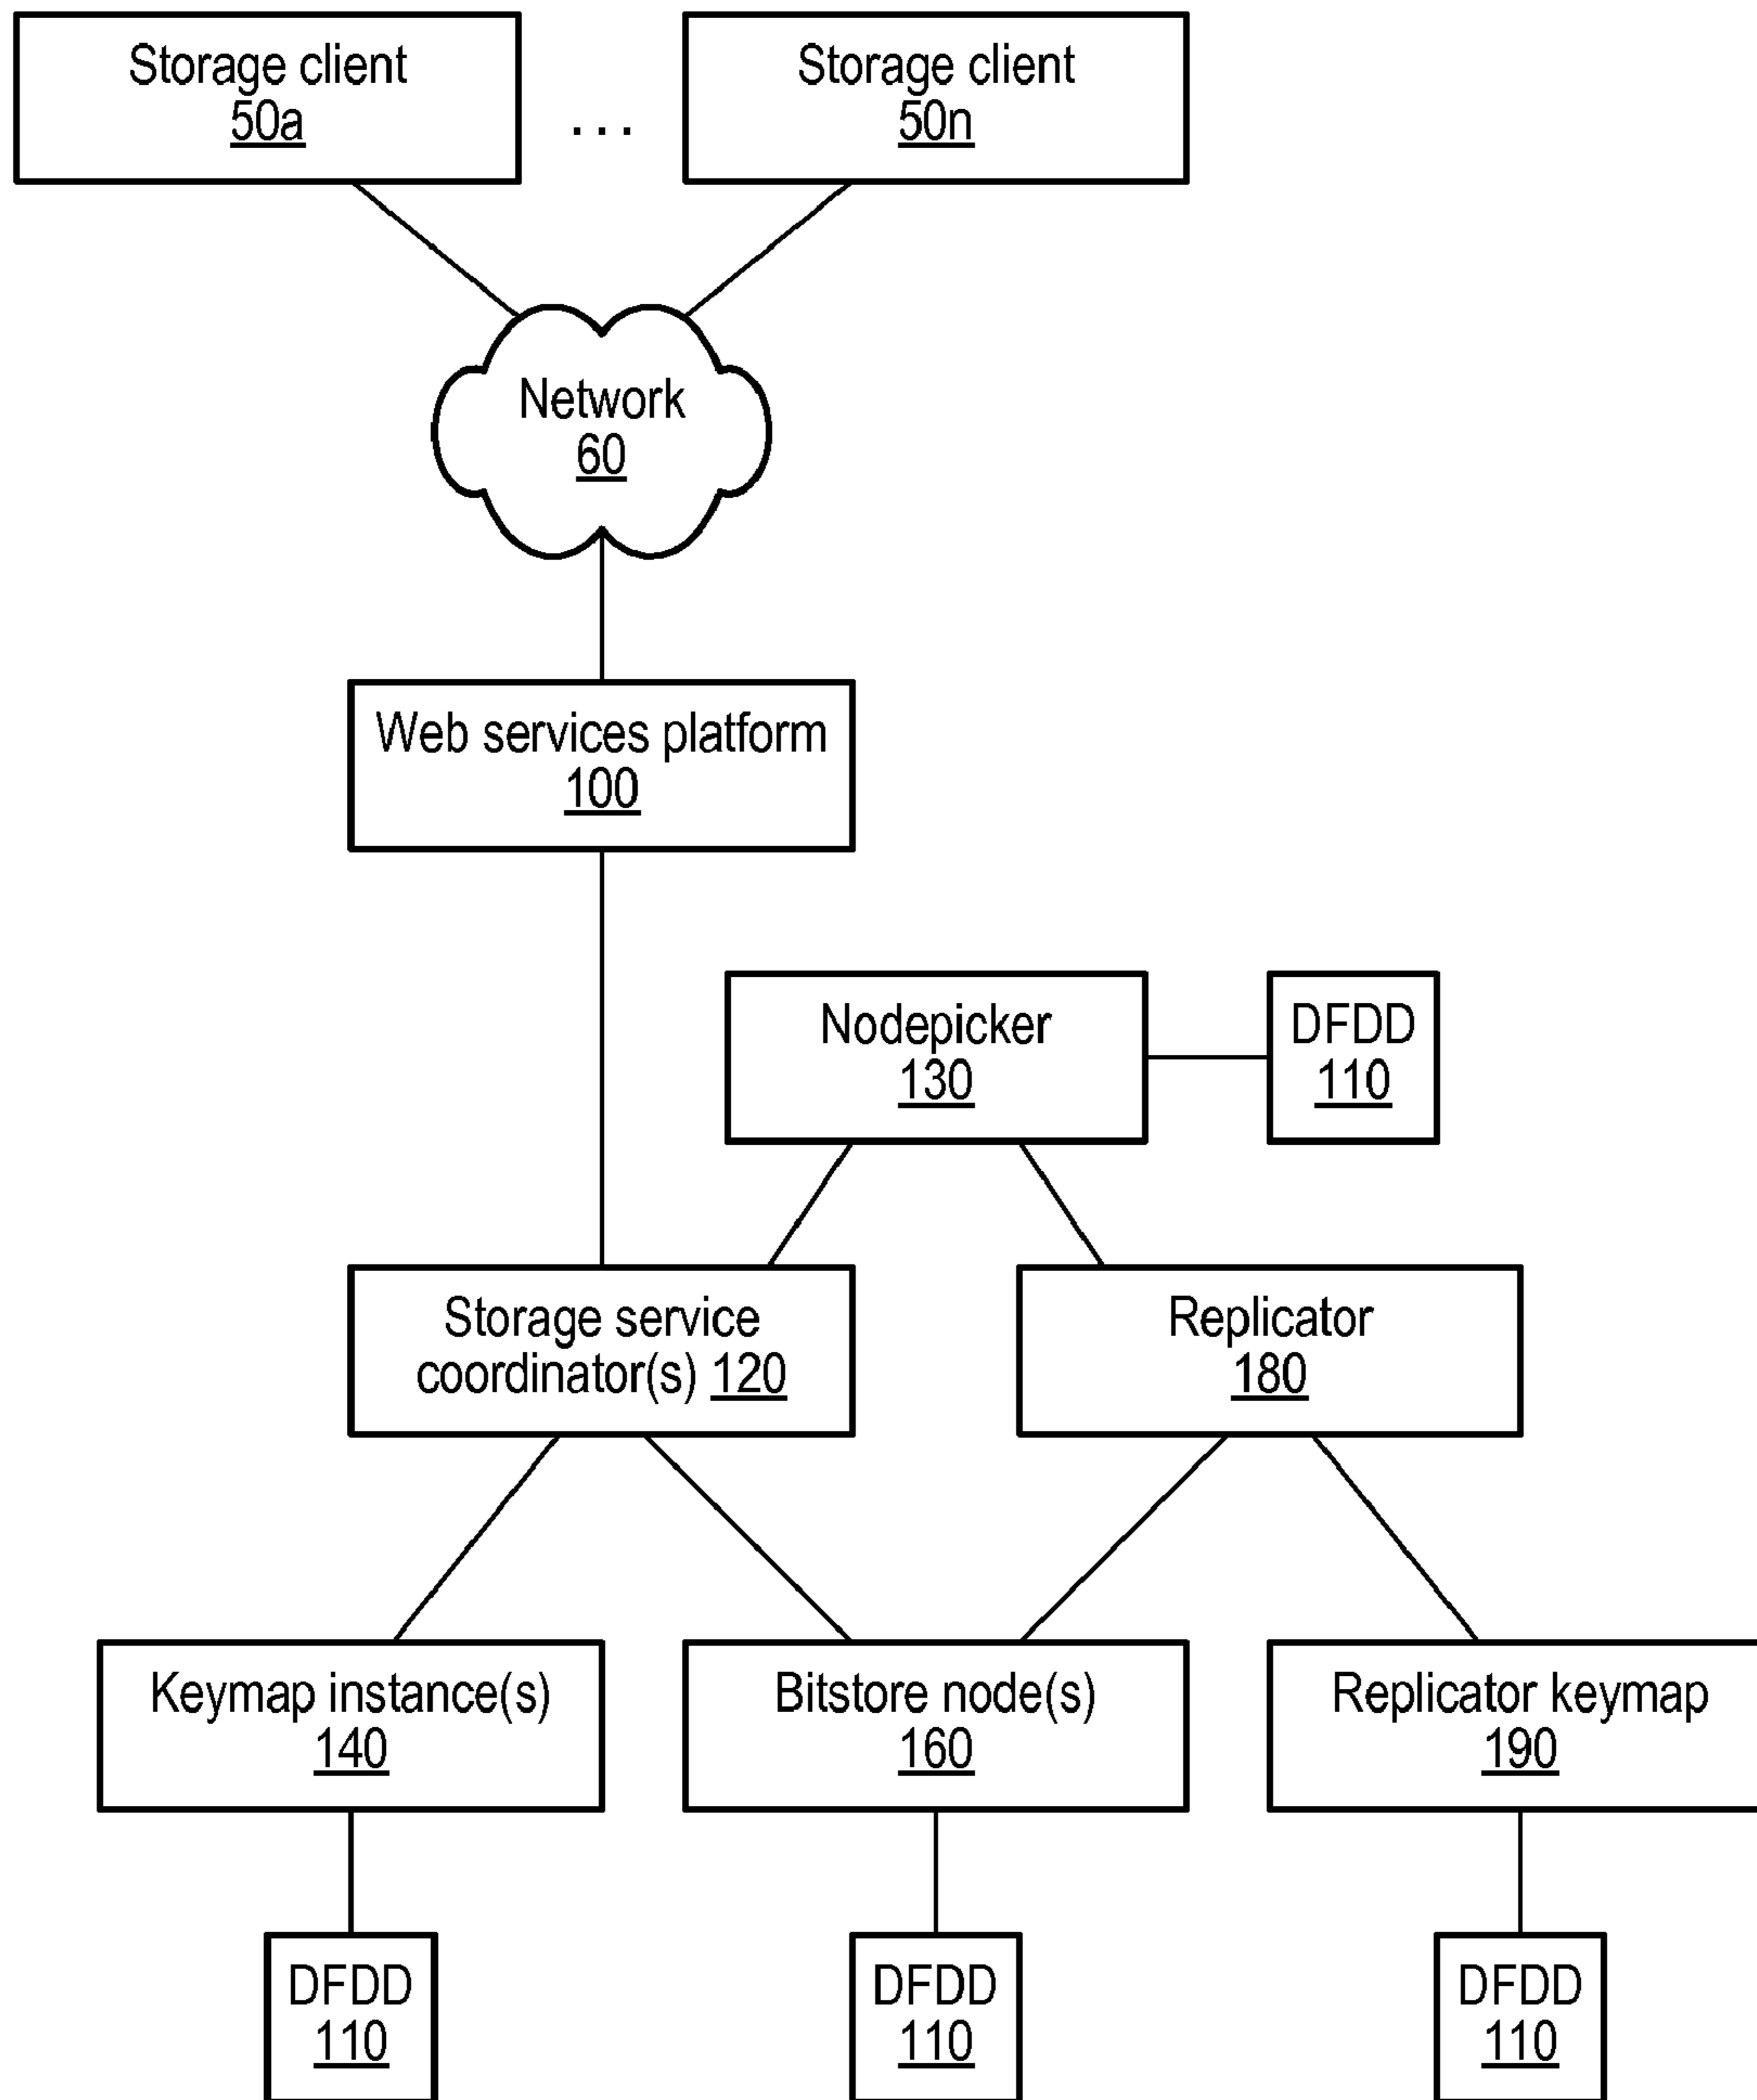 Storage client
50a
...
Storage client
50n
Network
60
Web services platform
100
Nodepicker
130
DFDD
110
Storage service
coordinator(s) 120
Replicator
180
Keymap instance(s)
140
Bitstore node(s)
160
Replicator keymap
190
DFDD
110
DFDD
110
DFDD
110